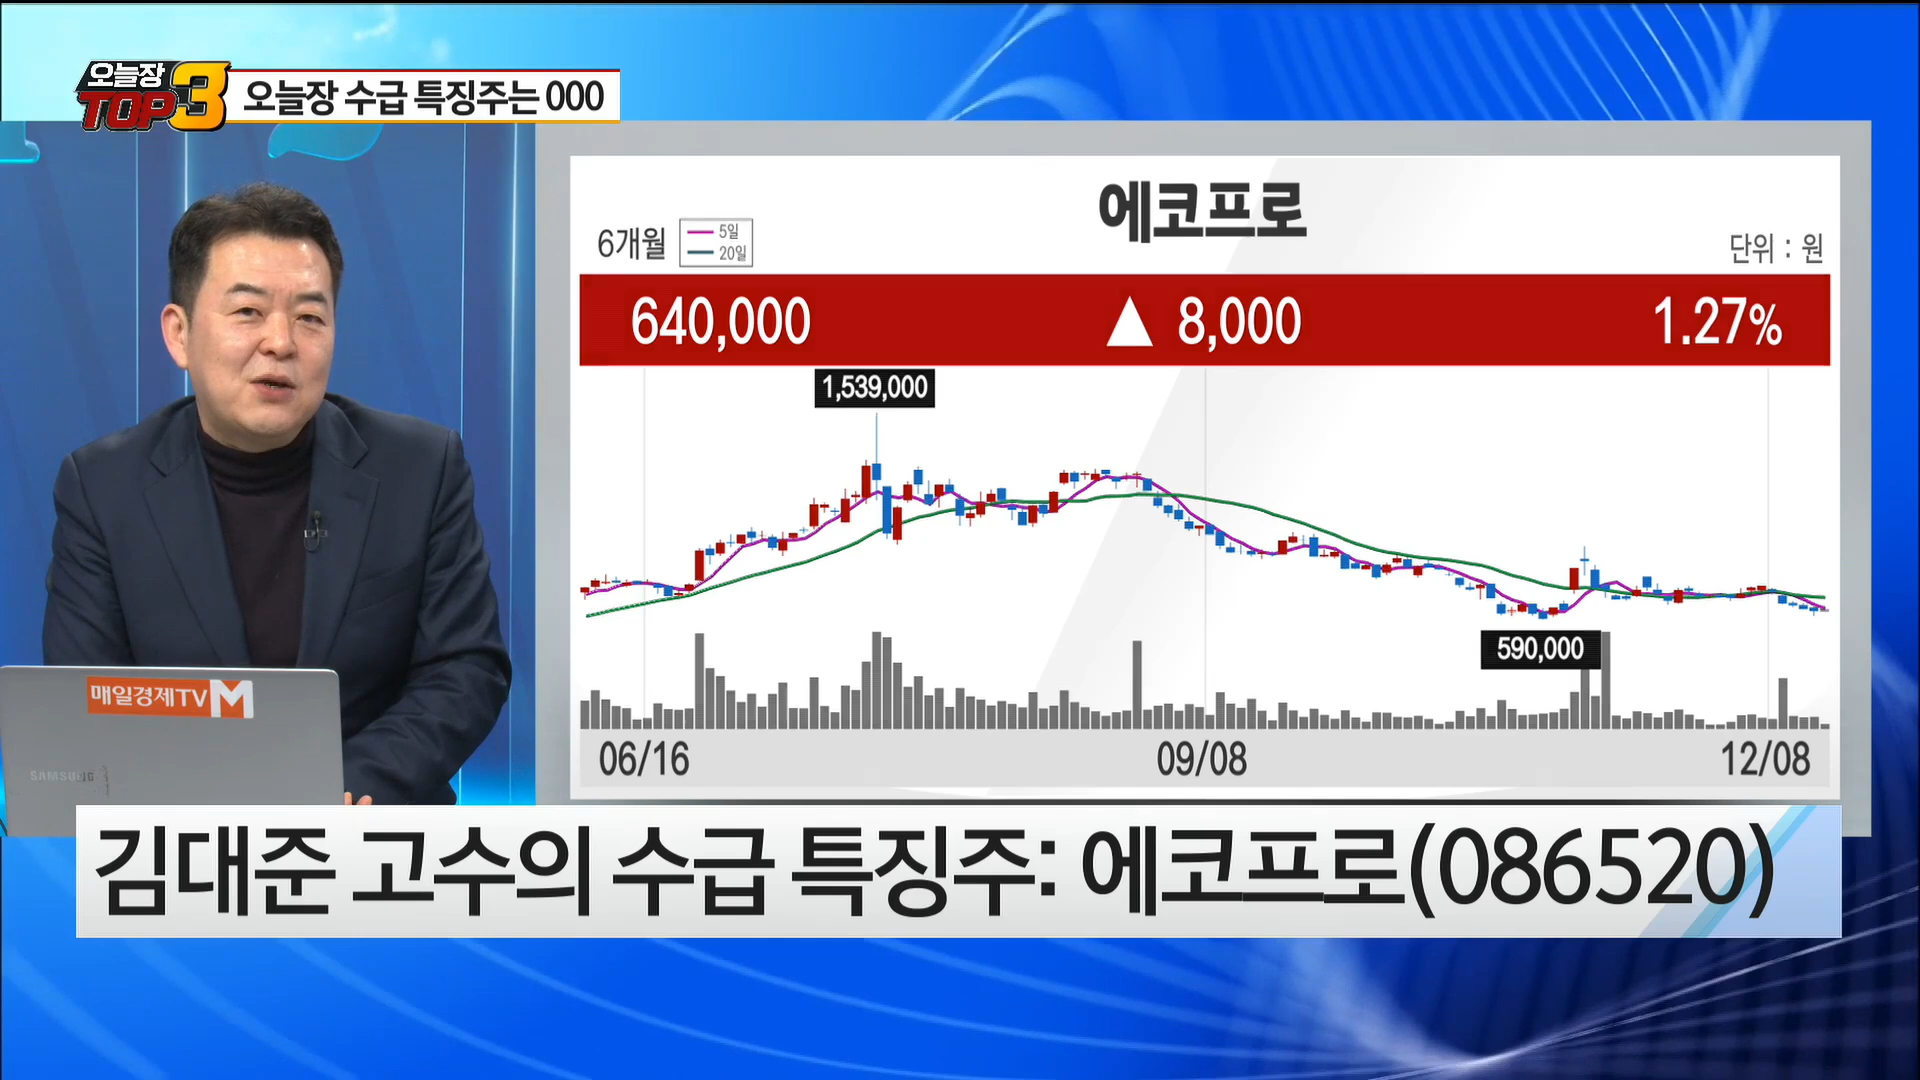 오늘장
TOP3
오늘장 수급 특징주는 000
에코프로
6개월
5일
20일
단위 : 원
640,000 ▲ 8,000 1.27%
1,539,000
590,000
06/16 09/08 12/08
매일경제TV M
SAMSUNG
김대준 고수의 수급 특징주: 에코프로(086520)